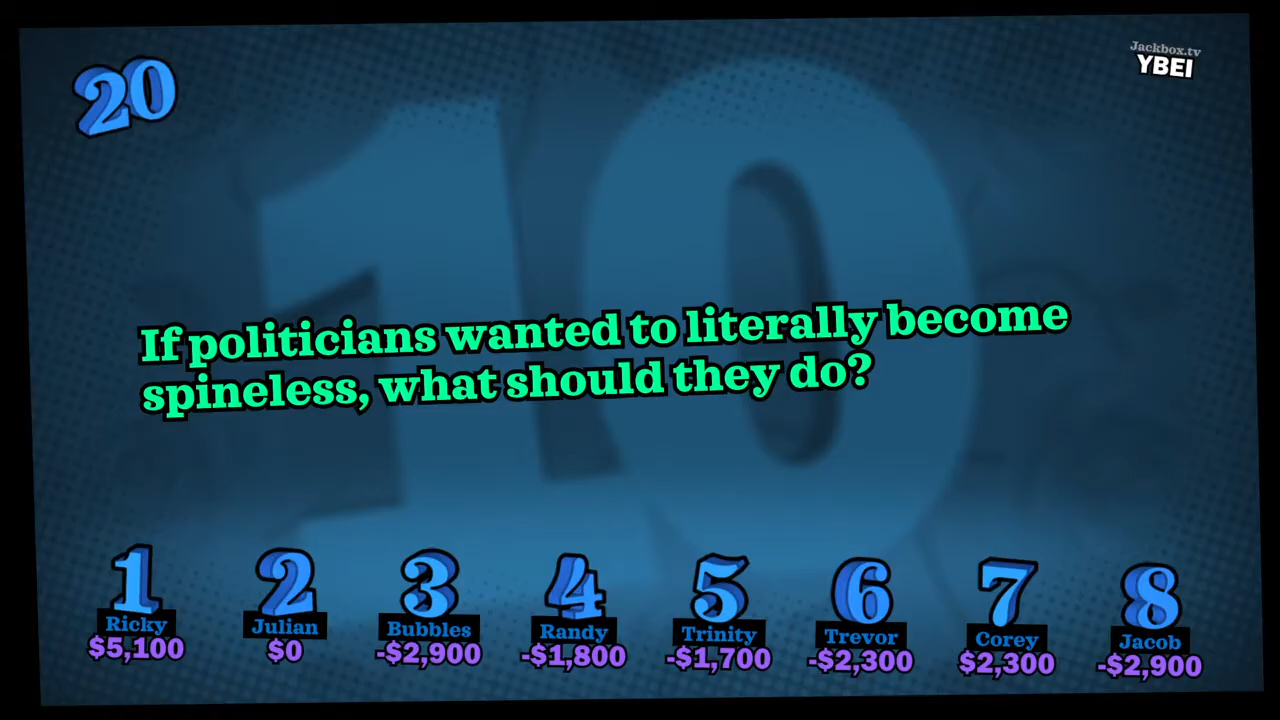 20
Jackbox.tv
YBEI
10
If politicians wanted to literally become
spineless, what should they do?
1 2 3 4 5 6 7 8
Ricky Julian Bubbles Randy Trinity Trevor Corey Jacob
$5,100 $0 -$2,900 -$1,800 -$1,700 -$2,300 $2,300 -$2,900